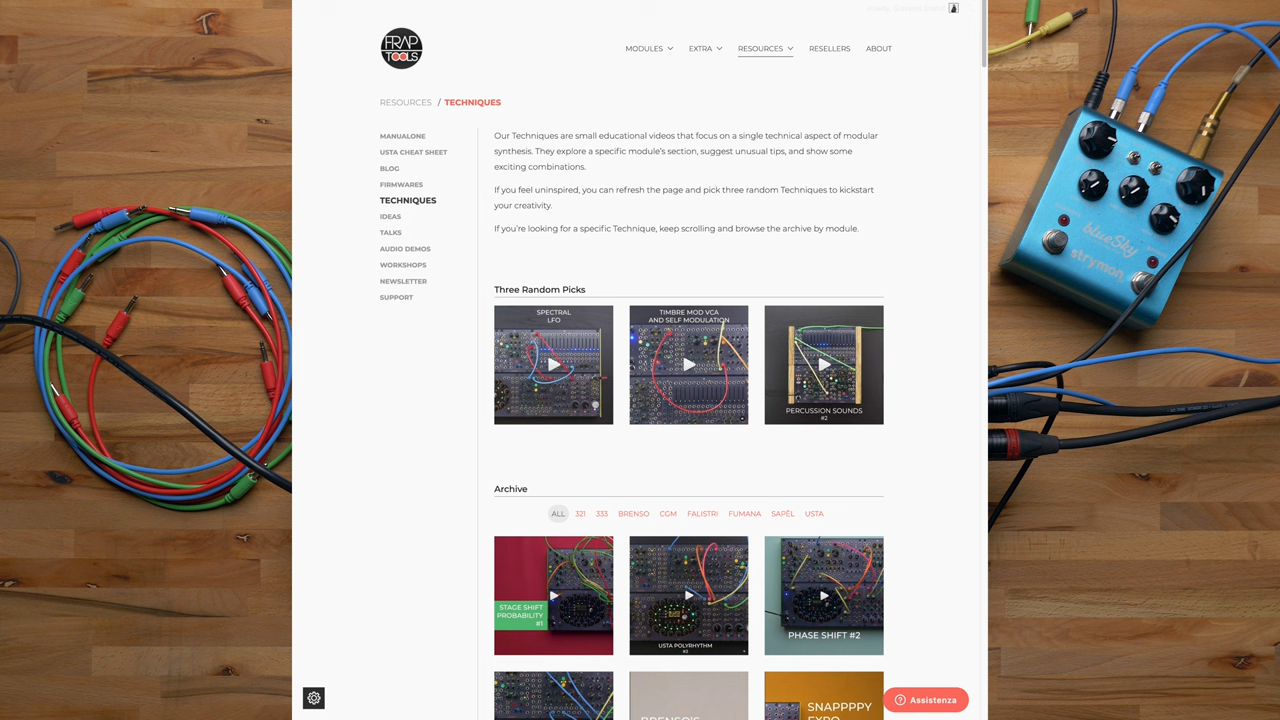 FRAP
TOOLS
MODULES
EXTRA
RESOURCES
RESELLERS
ABOUT
RESOURCES / TECHNIQUES
MANUALONE
USTA CHEAT SHEET
BLOG
FIRMWARES
TECHNIQUES
IDEAS
TALKS
AUDIO DEMOS
WORKSHOPS
NEWSLETTER
SUPPORT
Our Techniques are small educational videos that focus on a single technical aspect of modular
synthesis. They explore a specific module's section, suggest unusual tips, and show some
exciting combinations.
If you feel uninspired, you can refresh the page and pick three random Techniques to kickstart
your creativity.
If you're looking for a specific Technique, keep scrolling and browse the archive by module.
Three Random Picks
SPECTRAL
LFO
TIMBRE MOD VCA
AND SELF MODULATION
PERCUSSION SOUNDS
#2
Archive
ALL 321 333 BRENSO CGM FALISTRI FUMANA SAPÈL USTA
STAGE SHIFT
PROBABILITY
#1
USTA POLYRHYTHM
PHASE SHIFT #2
BRENSO'S
SNAPPPPY
EXPO
Assistenza
strymon